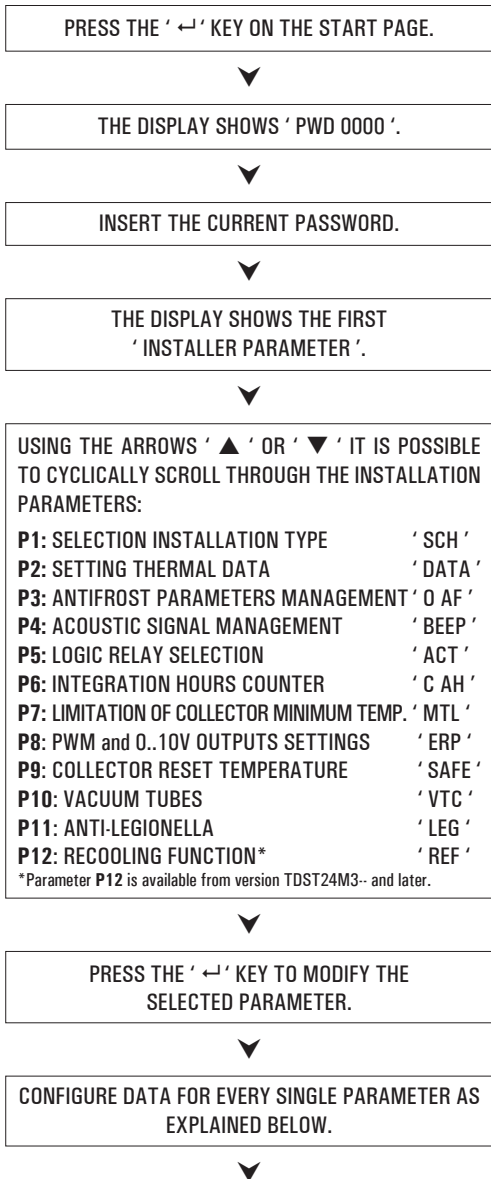 PRESS THE ‘ ↵ ‘ KEY ON THE START PAGE.
THE DISPLAY SHOWS ‘ PWD 0000 ‘.
INSERT THE CURRENT PASSWORD.
THE DISPLAY SHOWS THE FIRST
‘ INSTALLER PARAMETER ’.
USING THE ARROWS ‘ ▲ ‘ OR ‘ ▼ ‘ IT IS POSSIBLE
TO CYCLICALLY SCROLL THROUGH THE INSTALLATION
PARAMETERS:
P1: SELECTION INSTALLATION TYPE ‘ SCH ’
P2: SETTING THERMAL DATA ‘ DATA ’
P3: ANTIFROST PARAMETERS MANAGEMENT ‘ O AF ’
P4: ACOUSTIC SIGNAL MANAGEMENT ‘ BEEP ’
P5: LOGIC RELAY SELECTION ‘ ACT ’
P6: INTEGRATION HOURS COUNTER ‘ C AH ’
P7: LIMITATION OF COLLECTOR MINIMUM TEMP. ‘ MTL ‘
P8: PWM and 0..10V OUTPUTS SETTINGS ‘ ERP ‘
P9: COLLECTOR RESET TEMPERATURE ‘ SAFE ‘
P10: VACUUM TUBES ‘ VTC ‘
P11: ANTI-LEGIONELLA ‘ LEG ‘
P12: RECOOLING FUNCTION* ‘ REF ‘
*Parameter P12 is available from version TDST24M3-- and later.
PRESS THE ‘ ↵ ‘ KEY TO MODIFY THE
SELECTED PARAMETER.
CONFIGURE DATA FOR EVERY SINGLE PARAMETER AS
EXPLAINED BELOW.